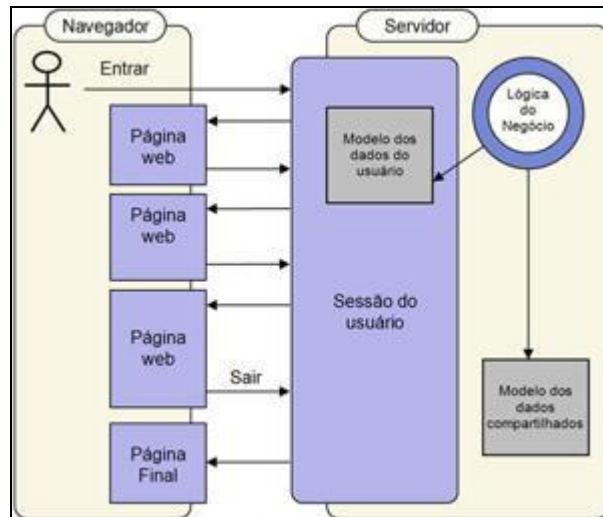 Navegador
Servidor
Entrar
Página
web
Página
web
Página
web
Sair
Página
Final
Modelo dos
dados do
usuário
Sessão do
usuário
Lógica
do
Negócio
Modelo dos
dados
compartilhados